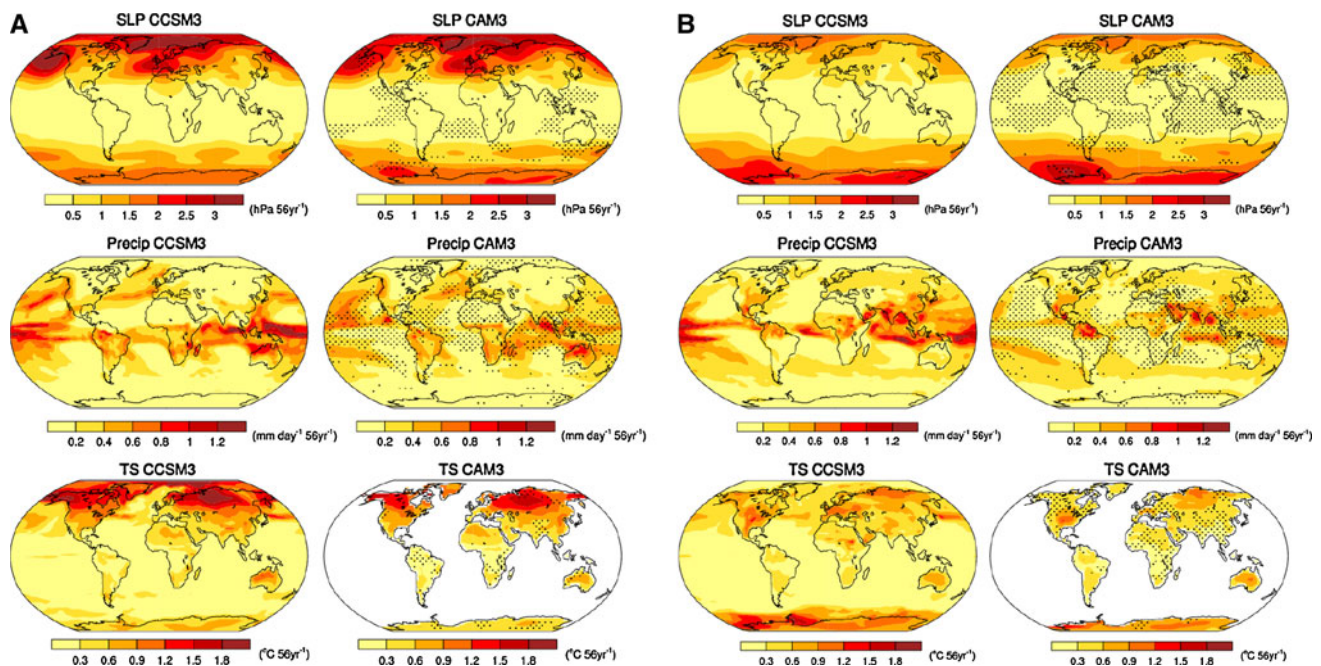 A
B
SLP CCSM3
SLP CAM3
SLP CCSM3
SLP CAM3
0.5 1 1.5 2 2.5 3 (hPa 56yr⁻¹)
0.5 1 1.5 2 2.5 3 (hPa 56yr⁻¹)
0.5 1 1.5 2 2.5 3 (hPa 56yr⁻¹)
0.5 1 1.5 2 2.5 3 (hPa 56yr⁻¹)
Precip CCSM3
Precip CAM3
Precip CCSM3
Precip CAM3
0.2 0.4 0.6 0.8 1 1.2 (mm day⁻¹ 56yr⁻¹)
0.2 0.4 0.6 0.8 1 1.2 (mm day⁻¹ 56yr⁻¹)
0.2 0.4 0.6 0.8 1 1.2 (mm day⁻¹ 56yr⁻¹)
0.2 0.4 0.6 0.8 1 1.2 (mm day⁻¹ 56yr⁻¹)
TS CCSM3
TS CAM3
TS CCSM3
TS CAM3
0.3 0.6 0.9 1.2 1.5 1.8 (°C 56yr⁻¹)
0.3 0.6 0.9 1.2 1.5 1.8 (°C 56yr⁻¹)
0.3 0.6 0.9 1.2 1.5 1.8 (°C 56yr⁻¹)
0.3 0.6 0.9 1.2 1.5 1.8 (°C 56yr⁻¹)